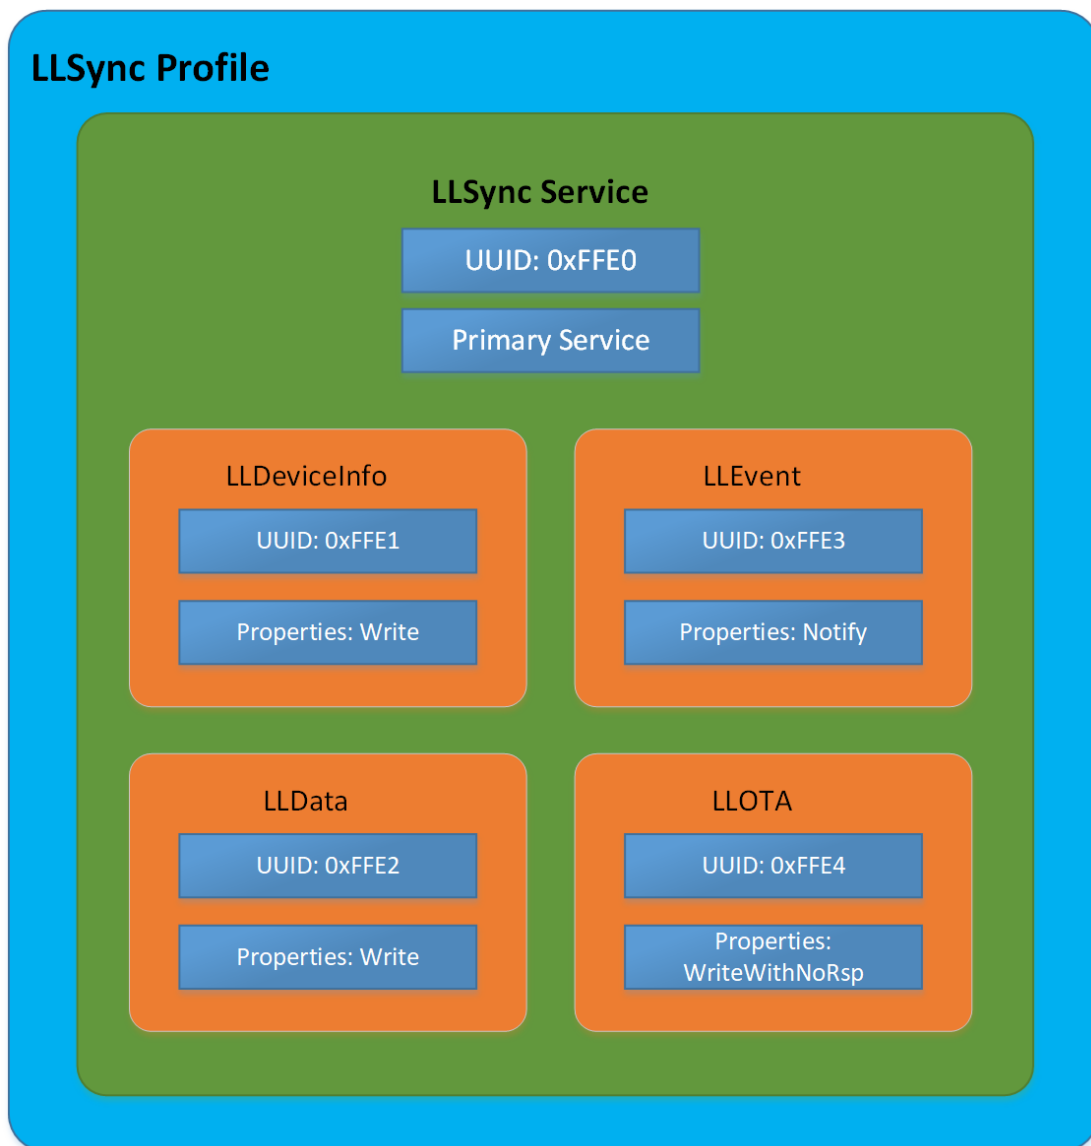 LLSync Profile
LLSync Service
UUID: 0xFFE0
Primary Service
LLDeviceInfo
UUID: 0xFFE1
Properties: Write
LLEvent
UUID: 0xFFE3
Properties: Notify
LLData
UUID: 0xFFE2
Properties: Write
LLOTA
UUID: 0xFFE4
Properties:
WriteWithNoRsp